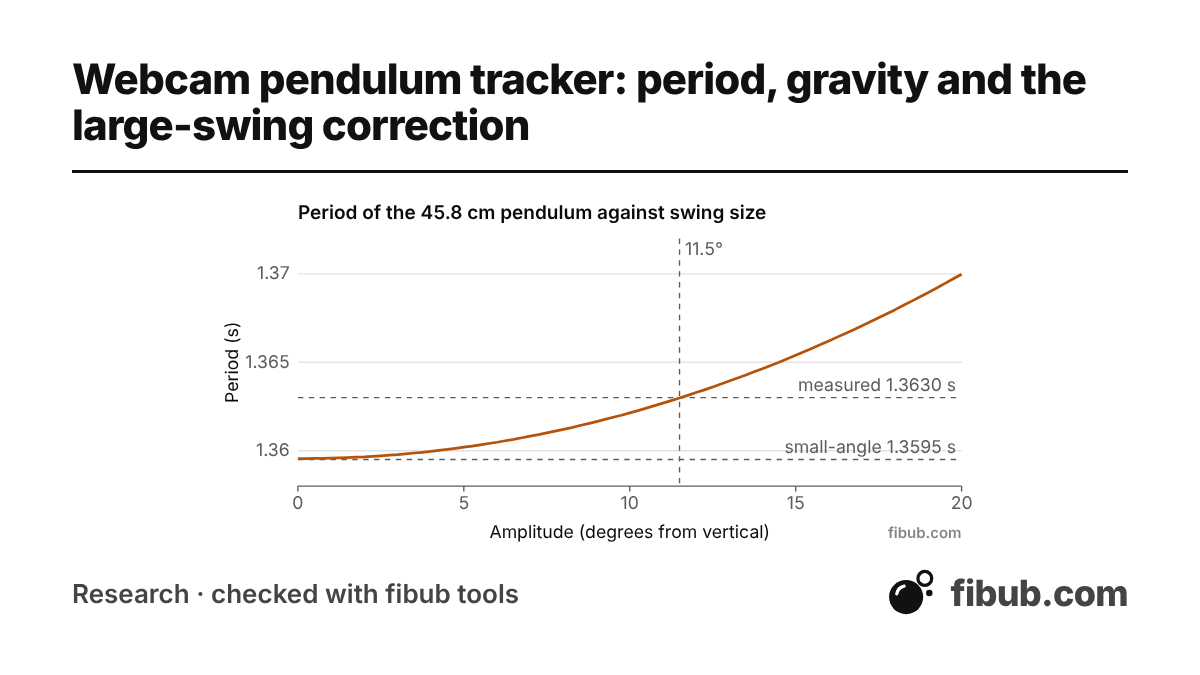 Webcam pendulum tracker: period, gravity and the
large-swing correction
Period of the 45.8 cm pendulum against swing size
11.5°
1.37
1.365
1.36
Period (s)
measured 1.3630 s
small-angle 1.3595 s
0 5 10 15 20
Amplitude (degrees from vertical)
fibub.com
Research · checked with fibub tools
fibub.com